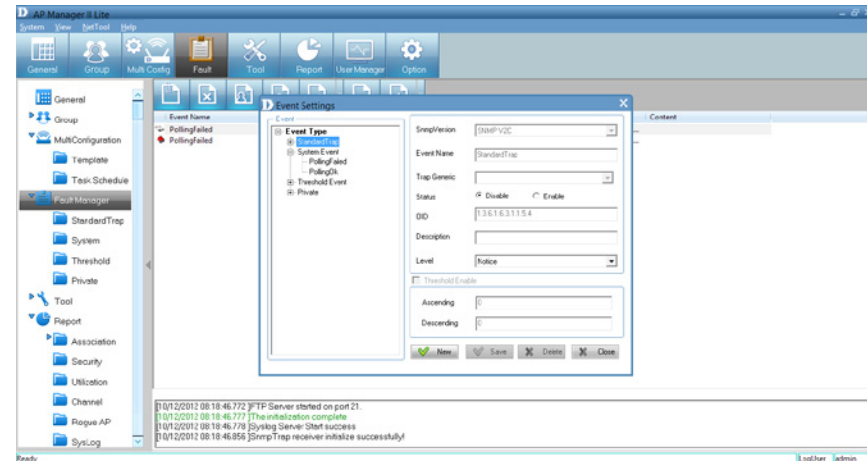 AP Manager II Lite
System View NetTool Help
General Group Multi Config Fault Tool Report User Manager Option
General
Group
MultiConfiguration
Template
Task Schedule
Fault Manager
StandardTrap
System
Threshold
Private
Tool
Report
Association
Security
Utilization
Channel
Rogue AP
SysLog
Event Name
Content
PollingFailed
PollingFailed
Event Settings
Event
Event Type
StandardTrap
System Event
PollingFailed
PollingOk
Threshold Event
Private
SnmpVersion SNMP V2C
Event Name StandardTrap
Trap Generic
Status Disable Enable
OID 1.3.6.1.6.3.1.1.5.4
Description
Level Notice
Threshold Enable
Ascending 0
Descending 0
New Save Delete Close
[10/12/2012 08:18:46.772 ]FTP Server started on port 21.
[10/12/2012 08:18:46.777 ]The initialization complete
[10/12/2012 08:18:46.778 ]Syslog Server Start success
[10/12/2012 08:18:46.856 ]SnmpTrap receiver initialize successfully!
Ready
LogUser admin